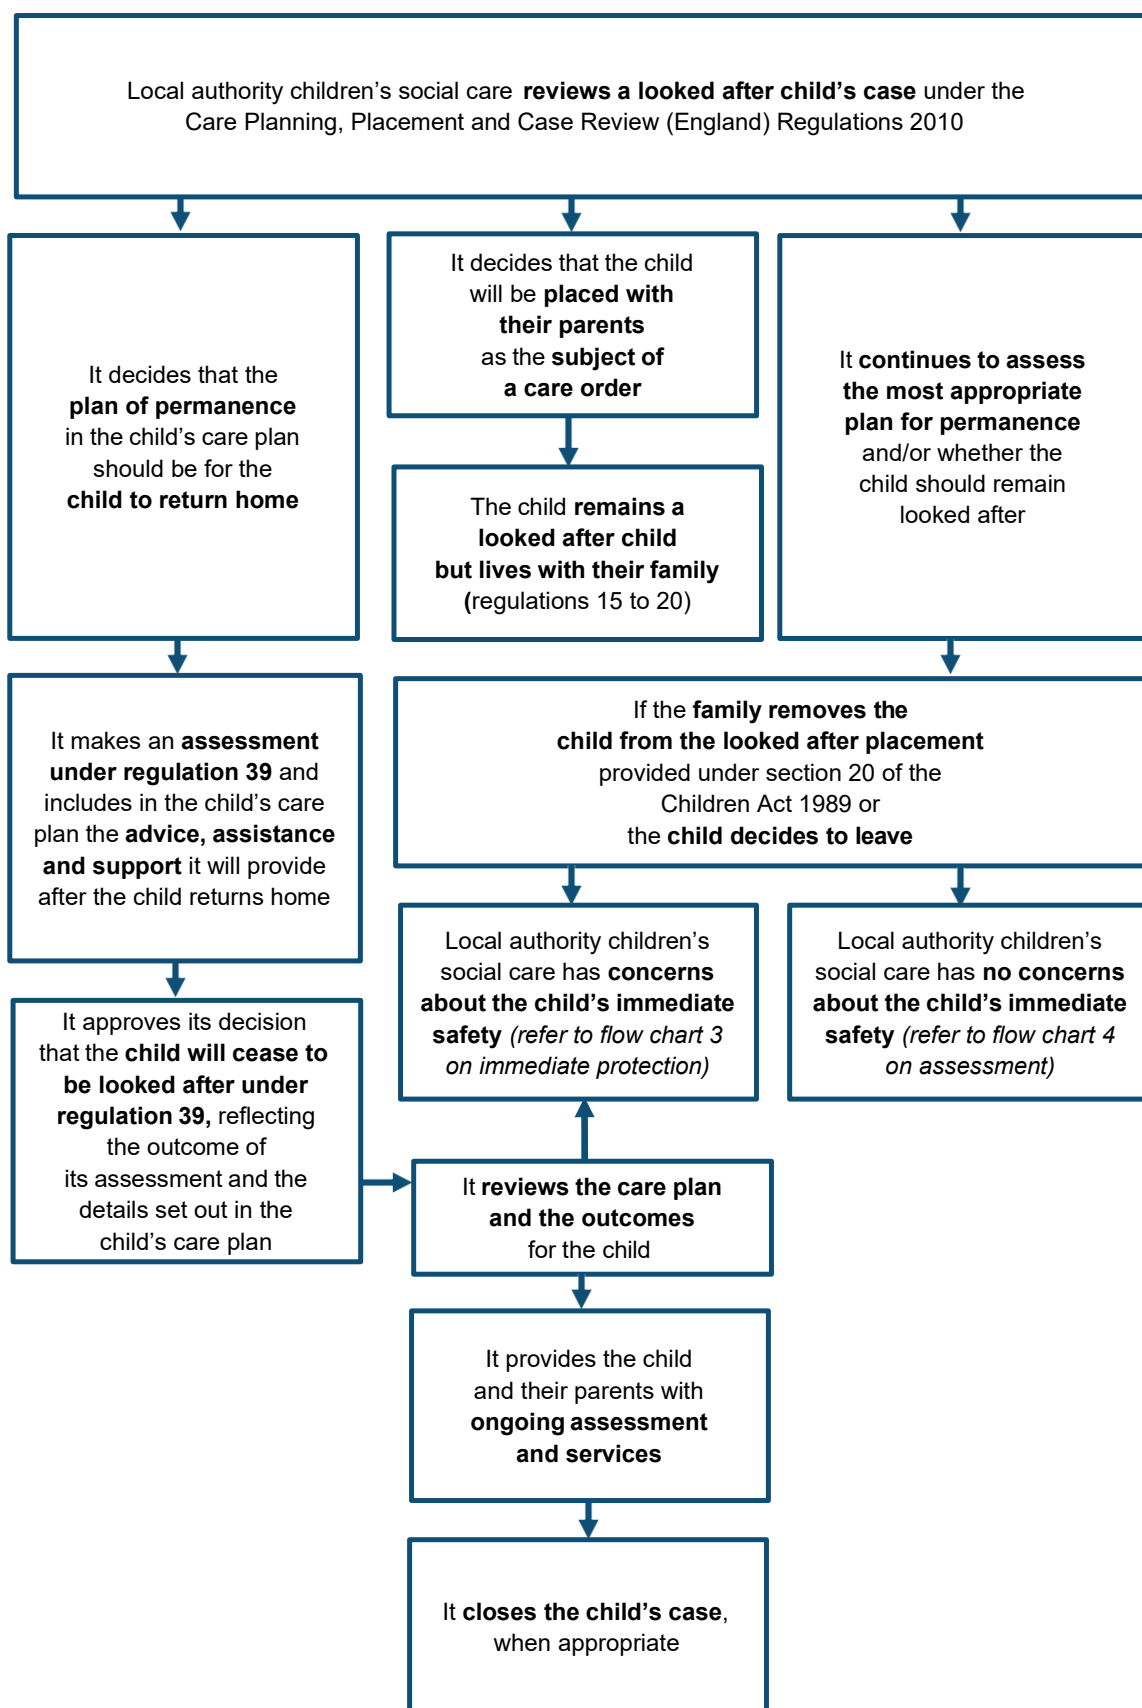 Local authority children’s social care reviews a looked after child’s case under the
Care Planning, Placement and Case Review (England) Regulations 2010
It decides that the
plan of permanence
in the child’s care plan
should be for the
child to return home
It decides that the child
will be placed with
their parents
as the subject of
a care order
The child remains a
looked after child
but lives with their family
(regulations 15 to 20)
It continues to assess
the most appropriate
plan for permanence
and/or whether the
child should remain
looked after
It makes an assessment
under regulation 39 and
includes in the child’s care
plan the advice, assistance
and support it will provide
after the child returns home
If the family removes the
child from the looked after placement
provided under section 20 of the
Children Act 1989 or
the child decides to leave
Local authority children’s
social care has concerns
about the child’s immediate
safety (refer to flow chart 3
on immediate protection)
Local authority children’s
social care has no concerns
about the child’s immediate
safety (refer to flow chart 4
on assessment)
It approves its decision
that the child will cease to
be looked after under
regulation 39, reflecting
the outcome of
its assessment and the
details set out in the
child’s care plan
It reviews the care plan
and the outcomes
for the child
It provides the child
and their parents with
ongoing assessment
and services
It closes the child’s case,
when appropriate